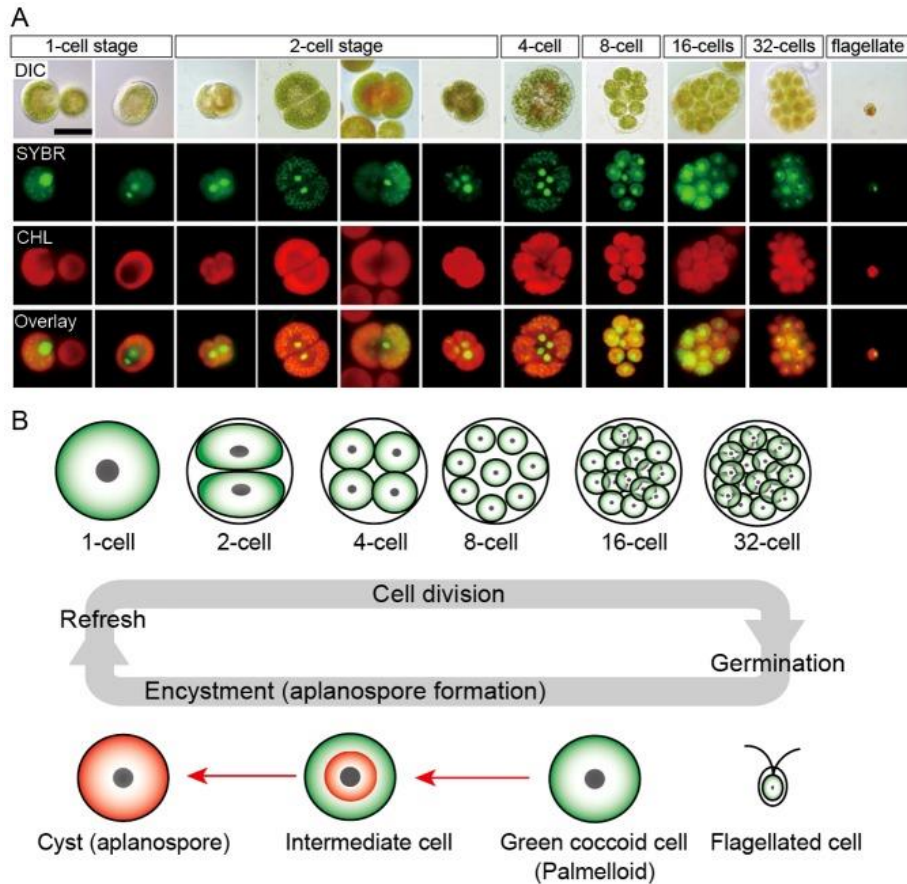 A
1-cell stage
2-cell stage
4-cell
8-cell
16-cells
32-cells
flagellate
DIC
SYBR
CHL
Overlay
B
1-cell
2-cell
4-cell
8-cell
16-cell
32-cell
Cell division
Refresh
Germination
Encystment (aplanospore formation)
Cyst (aplanospore)
Intermediate cell
Green coccoid cell
(Palmelloid)
Flagellated cell